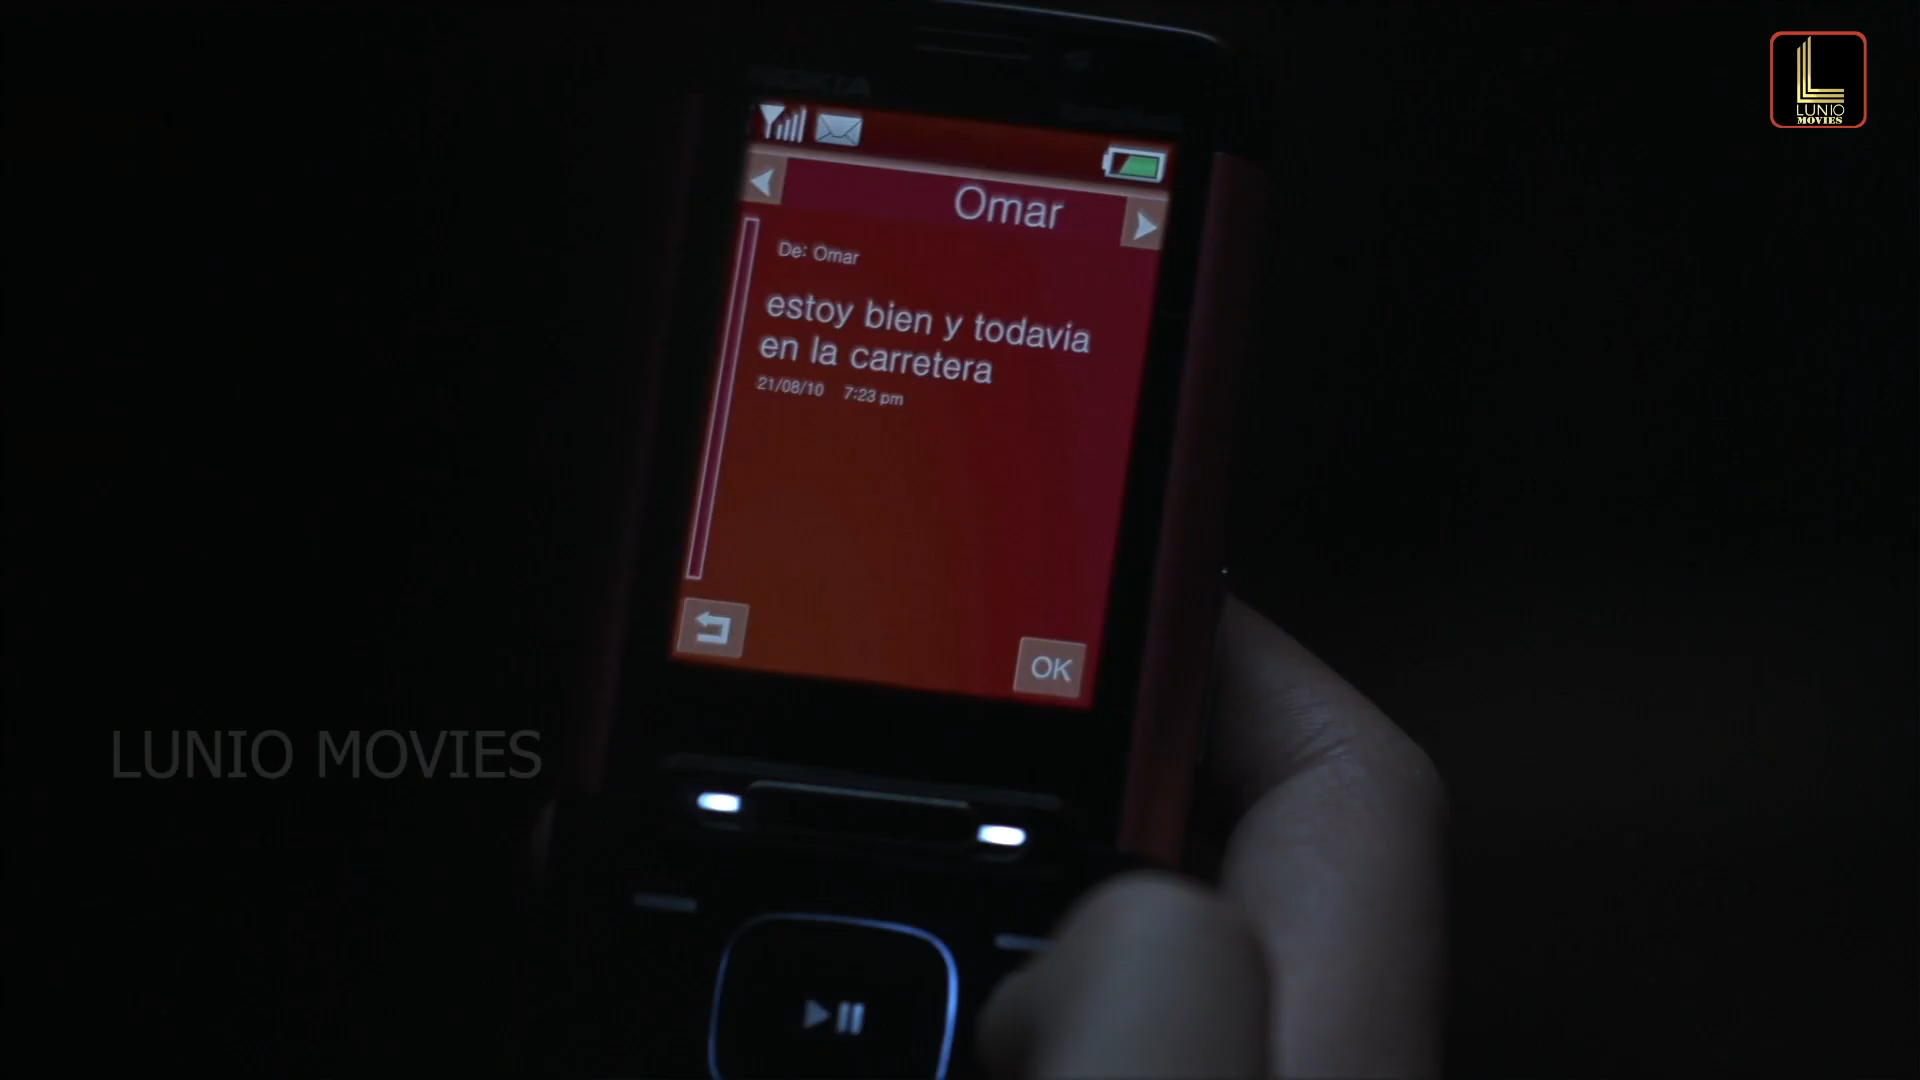 LUNIO
MOVIES
NOKIA
Omar
De: Omar
estoy bien y todavia
en la carretera
21/08/10 7:23 pm
OK
LUNIO MOVIES